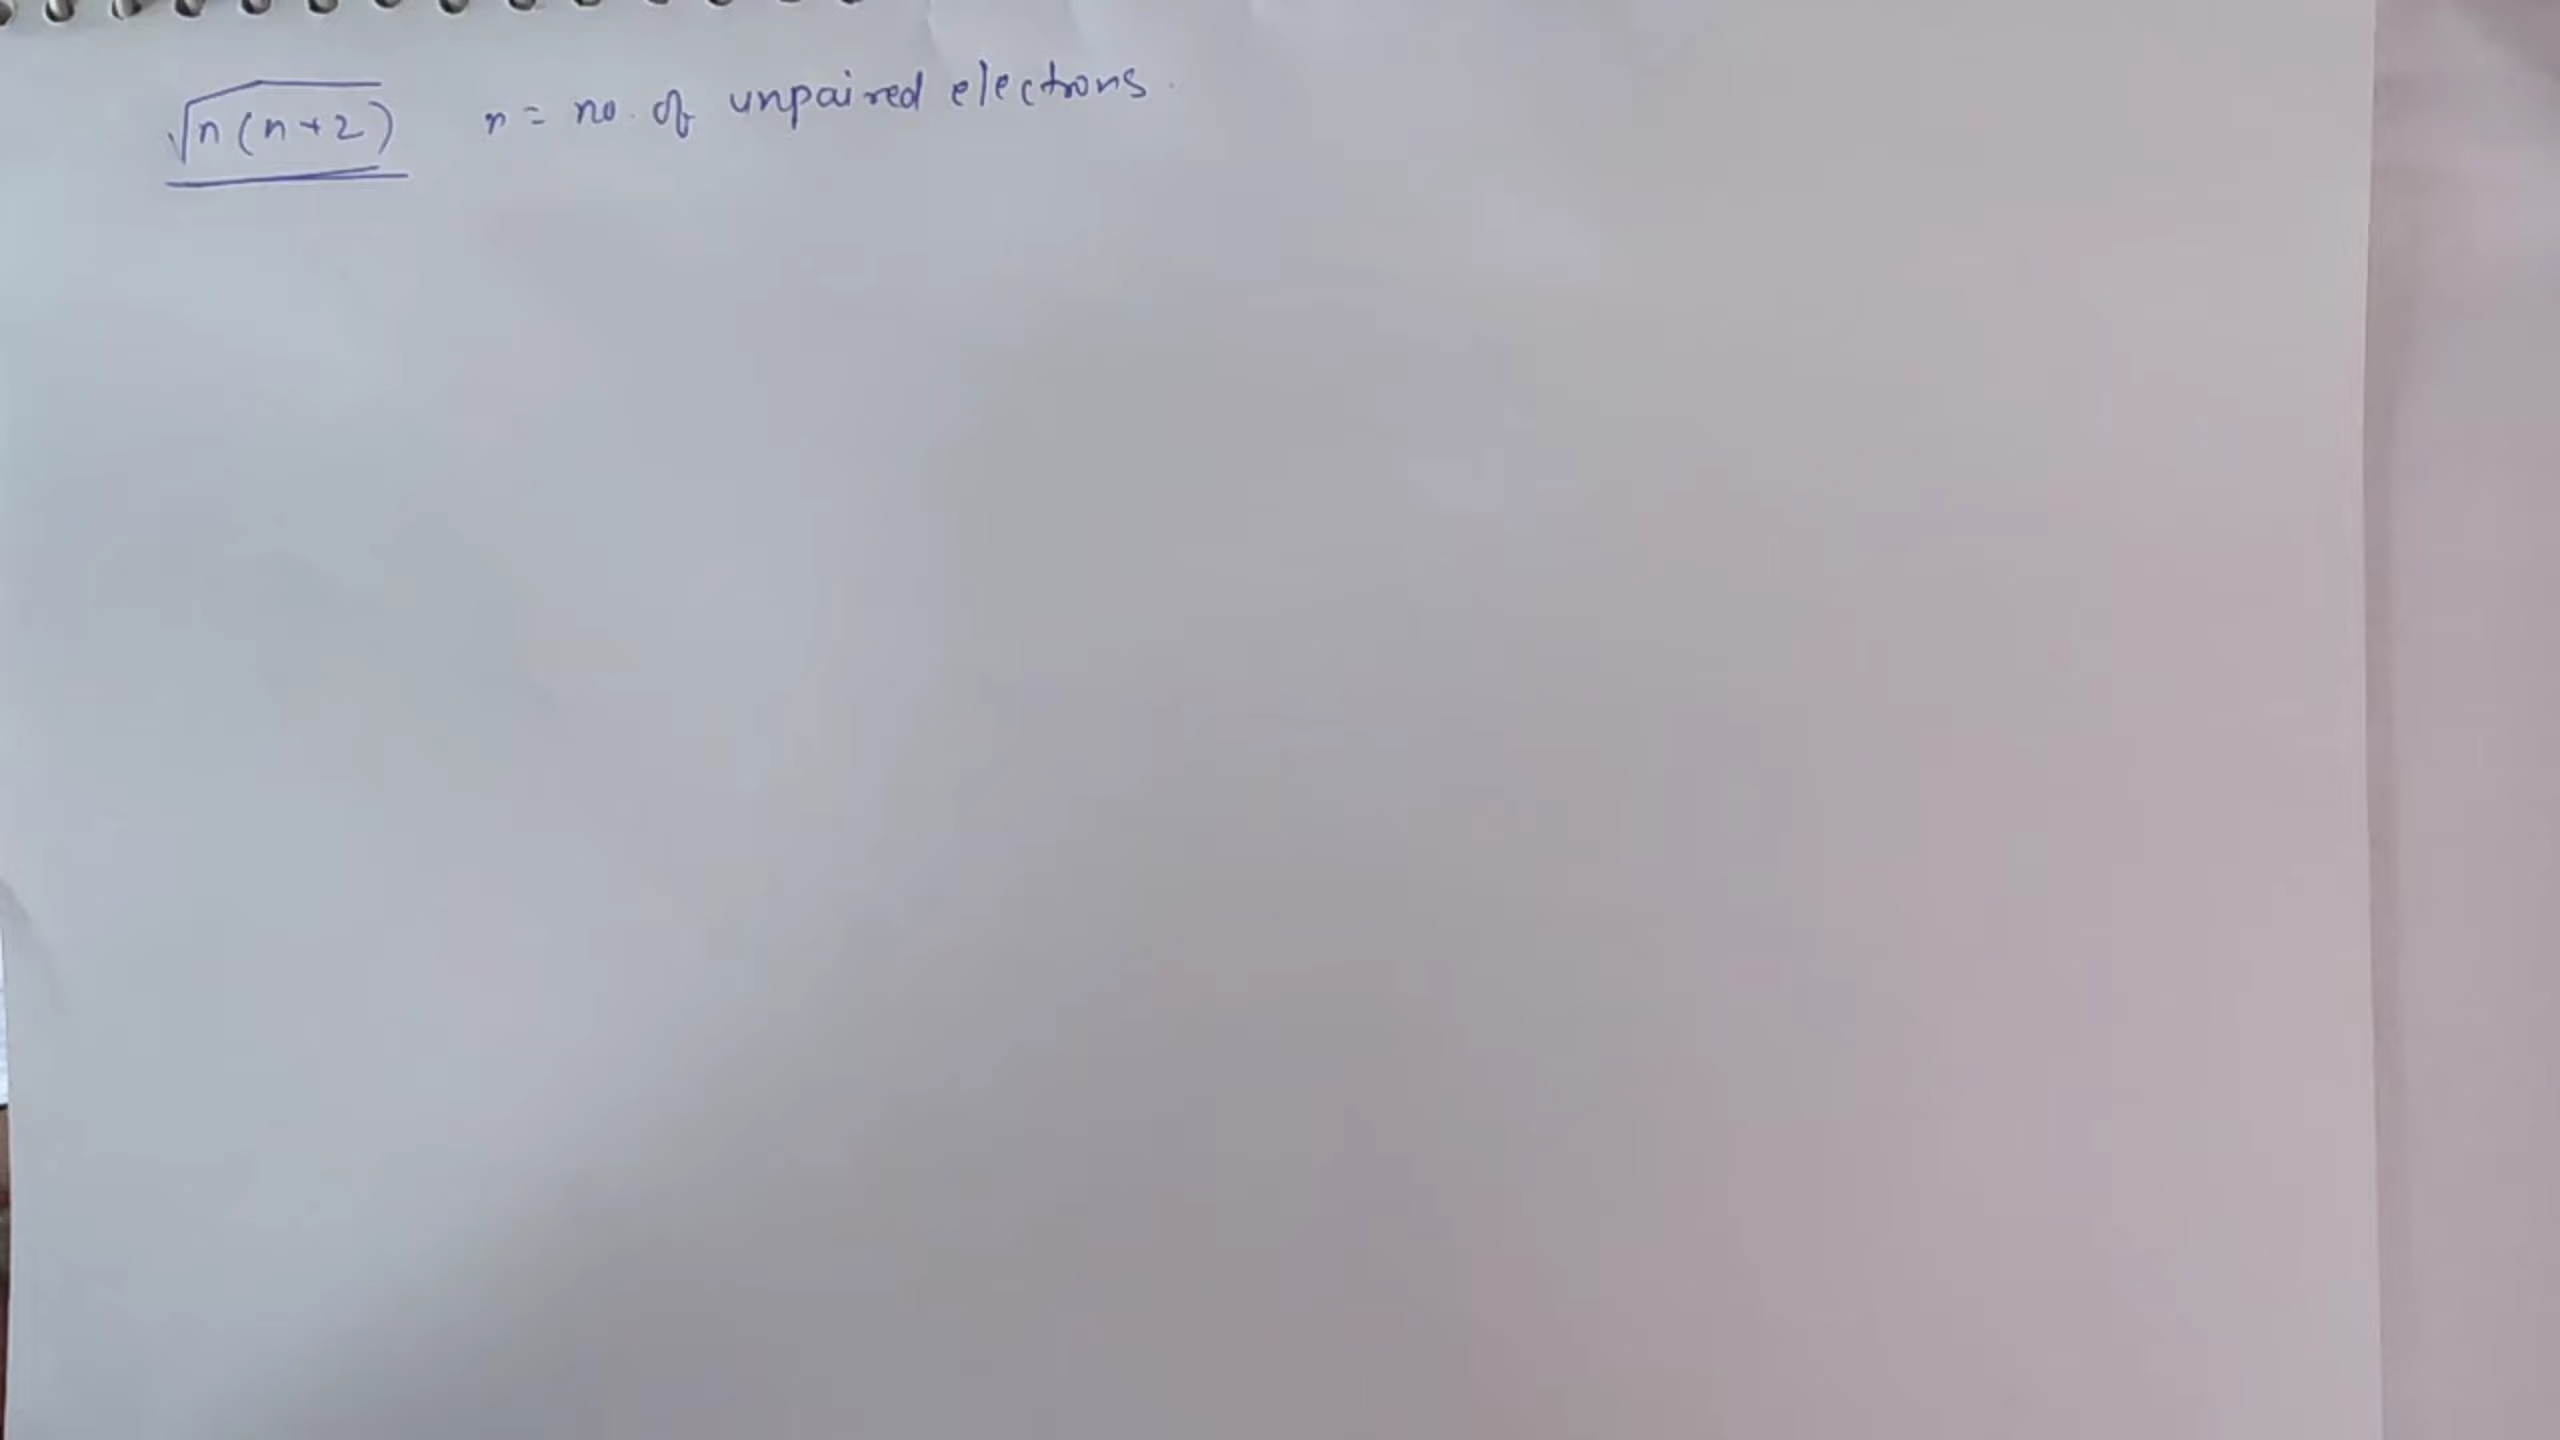 √n(n+2) n = no. of unpaired electrons.